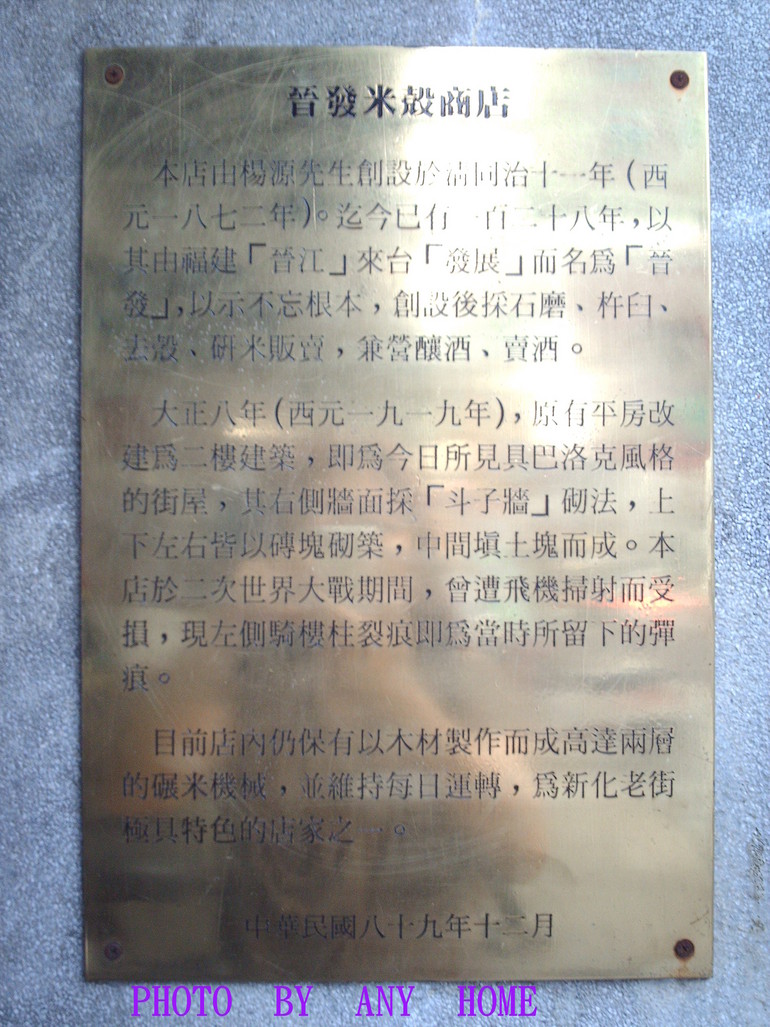 晉發米殼商店
本店由楊源先生創設於清同治十一年(西
元一八七二年)。迄今已有一百二十八年,以
其由福建「晉江」來台「發展」而名為「晉
發」,以示不忘根本,創設後採石磨、杵臼、
去殼、研米販賣,兼營釀酒、賣酒。
大正八年(西元一九一九年),原有平房改
建為二樓建築,即為今日所見具巴洛克風格
的街屋,其右側牆面採「斗子牆」砌法,上
下左右皆以磚塊砌築,中間填土塊而成。本
店於二次世界大戰期間,曾遭飛機掃射而受
損,現左側騎樓柱裂痕即為當時所留下的彈
痕。
目前店內仍保有以木材製作而成高達兩層
的碾米機械,並維持每日運轉,為新化老街
極具特色的店家之一。
中華民國八十九年十二月
PHOTO BY ANY HOME